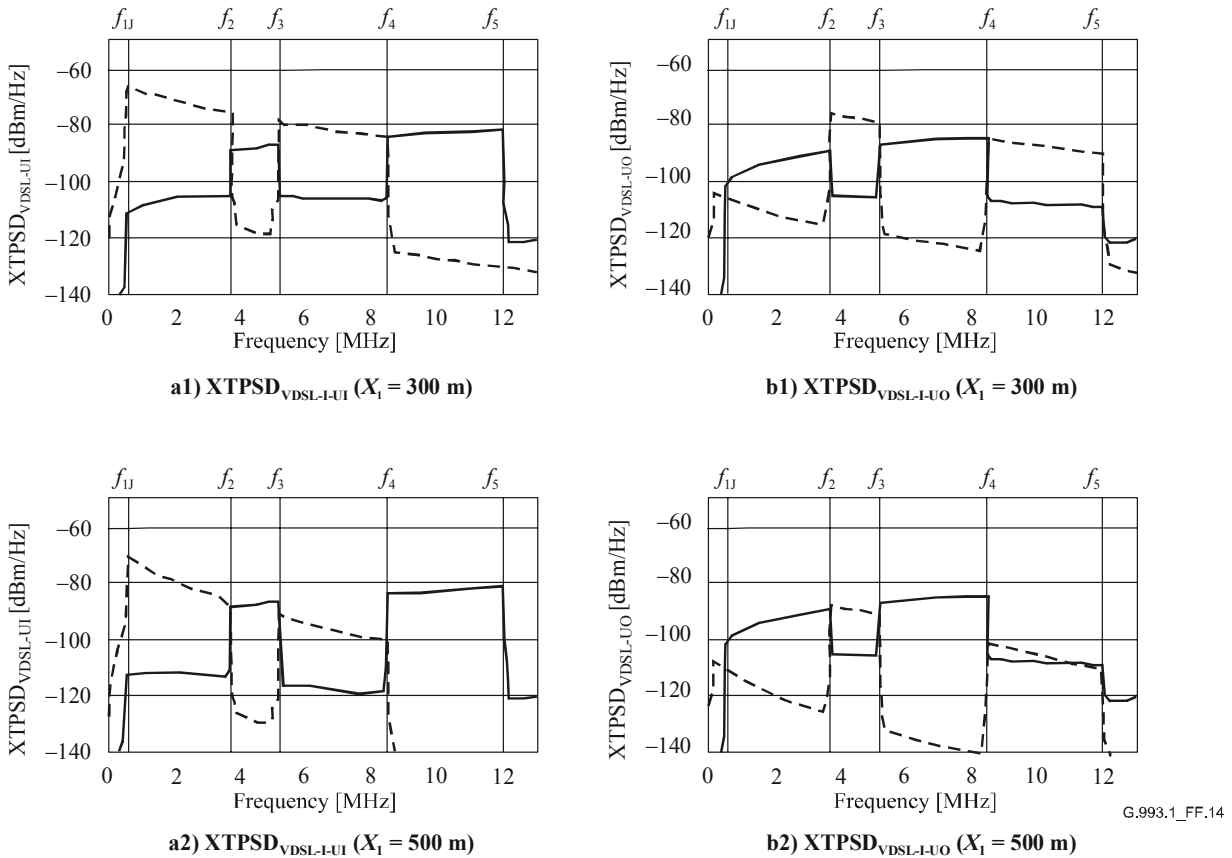 f1J f2 f3 f4 f5
XTPSDVDSL-UI [dBm/Hz]
–60
–80
–100
–120
–140
0 2 4 6 8 10 12
Frequency [MHz]
a1) XTPSDVDSL-I-UI (X1 = 300 m)
f1J f2 f3 f4 f5
XTPSDVDSL-UO [dBm/Hz]
–60
–80
–100
–120
–140
0 2 4 6 8 10 12
Frequency [MHz]
b1) XTPSDVDSL-I-UO (X1 = 300 m)
f1J f2 f3 f4 f5
XTPSDVDSL-UI [dBm/Hz]
–60
–80
–100
–120
–140
0 2 4 6 8 10 12
Frequency [MHz]
a2) XTPSDVDSL-I-UI (X1 = 500 m)
f1J f2 f3 f4 f5
XTPSDVDSL-UO [dBm/Hz]
–60
–80
–100
–120
–140
0 2 4 6 8 10 12
Frequency [MHz]
b2) XTPSDVDSL-I-UO (X1 = 500 m)
G.993.1_FF.14